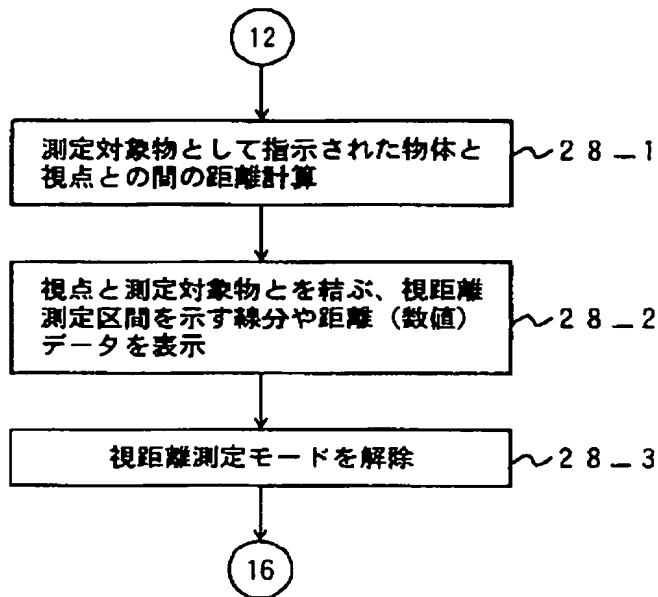 12
測定対象物として指示された物体と
視点との間の距離計算
28_1
視点と測定対象物とを結ぶ、視距離
測定区間を示す線分や距離（数値）
データを表示
28_2
視距離測定モードを解除
28_3
16